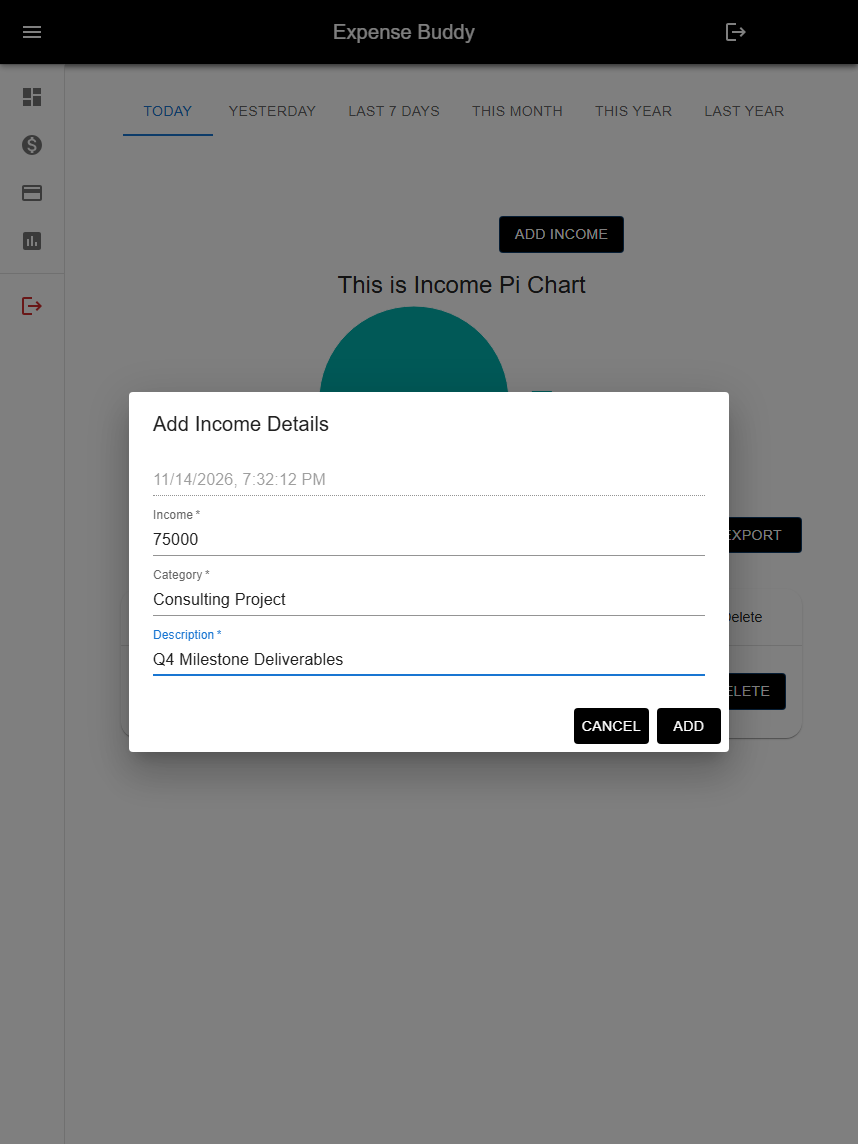 Expense Buddy
TODAY YESTERDAY LAST 7 DAYS THIS MONTH THIS YEAR LAST YEAR
ADD INCOME
This is Income Pi Chart
Add Income Details
11/14/2026, 7:32:12 PM
Income *
75000
EXPORT
Category *
Consulting Project
Delete
Description *
Q4 Milestone Deliverables
DELETE
CANCEL ADD